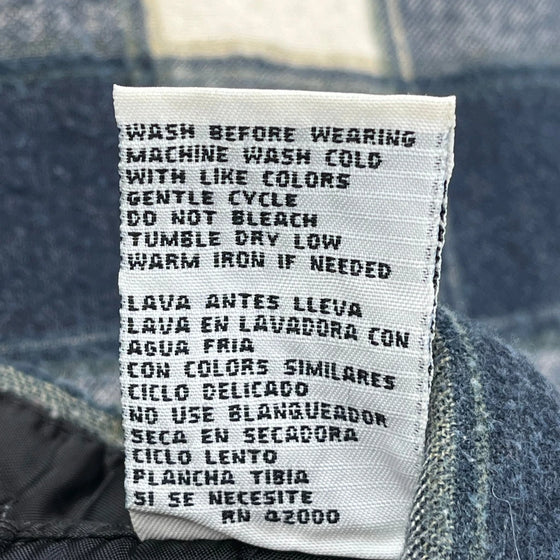 WASH BEFORE WEARING
MACHINE WASH COLD
WITH LIKE COLORS
GENTLE CYCLE
DO NOT BLEACH
TUMBLE DRY LOW
WARM IRON IF NEEDED
LAVA ANTES LLEVA
LAVA EN LAVADORA CON
AGUA FRIA
CON COLORS SIMILARES
CICLO DELICADO
NO USE BLANQUEADOR
SECA EN SECADORA
CICLO LENTO
PLANCHA TIBIA
SI SE NECESITE
RN 42000